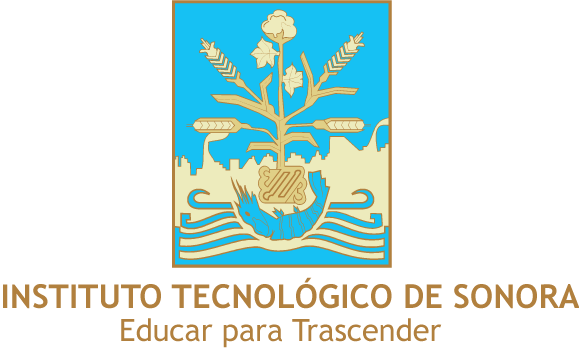 INSTITUTO TECNOLÓGICO DE SONORA
Educar para Trascender